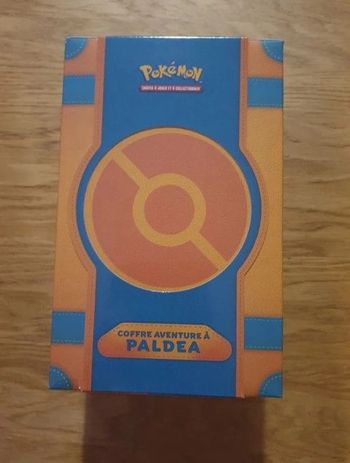 POKéMON
CARTES À JOUER ET À COLLECTIONNER
COFFRE AVENTURE À
PALDEA